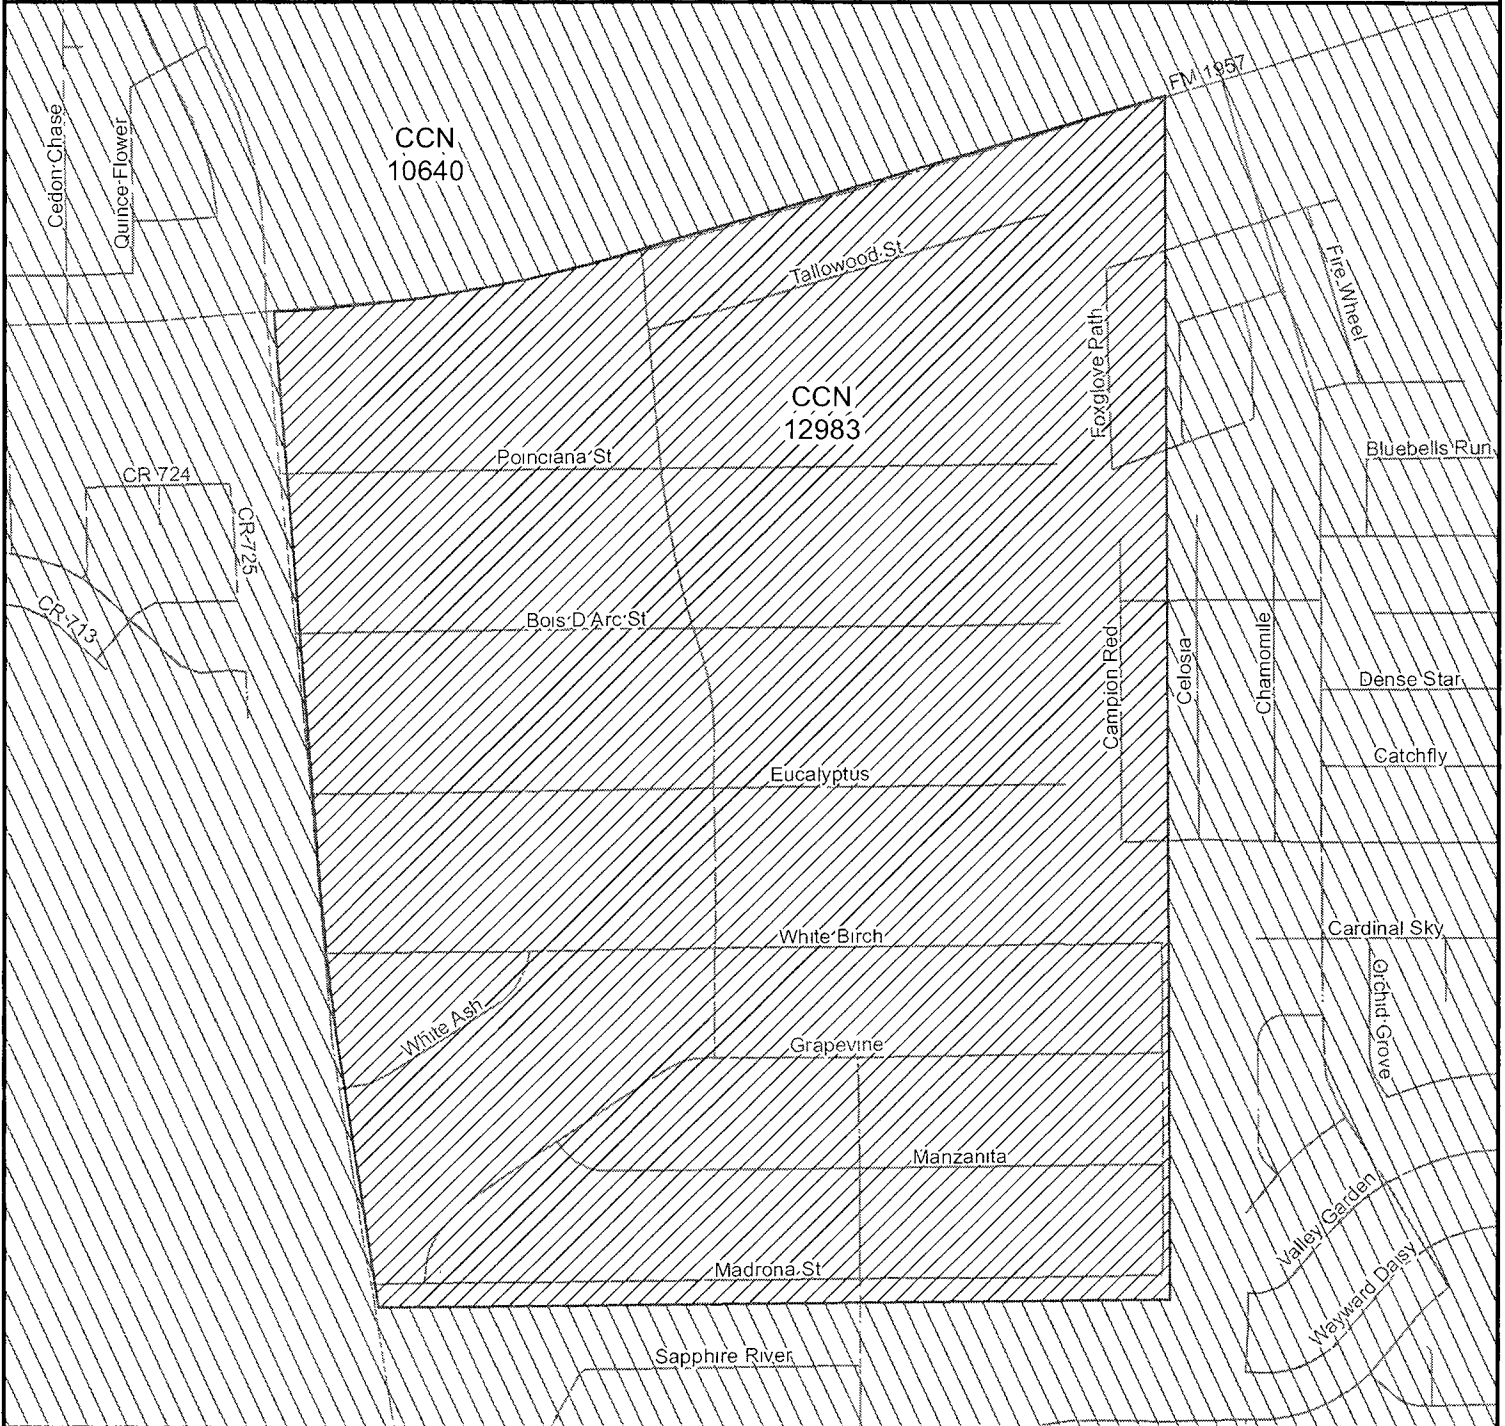 FM 1957
CCN
10640
Cedon Chase
Quince Flower
Tallowood St
Fire Wheel
Foxglove Path
CCN
12983
Poinciana St
Bluebells Run
CR 724
CR 725
CR 713
Bois D Arc St
Campion Red
Celosia
Chamomile
Dense Star
Catchfly
Eucalyptus
White Birch
Cardinal Sky
Orchid Grove
White Ash
Grapevine
Manzanita
Valley Garden
Wayward Daisy
Madrona St
Sapphire River